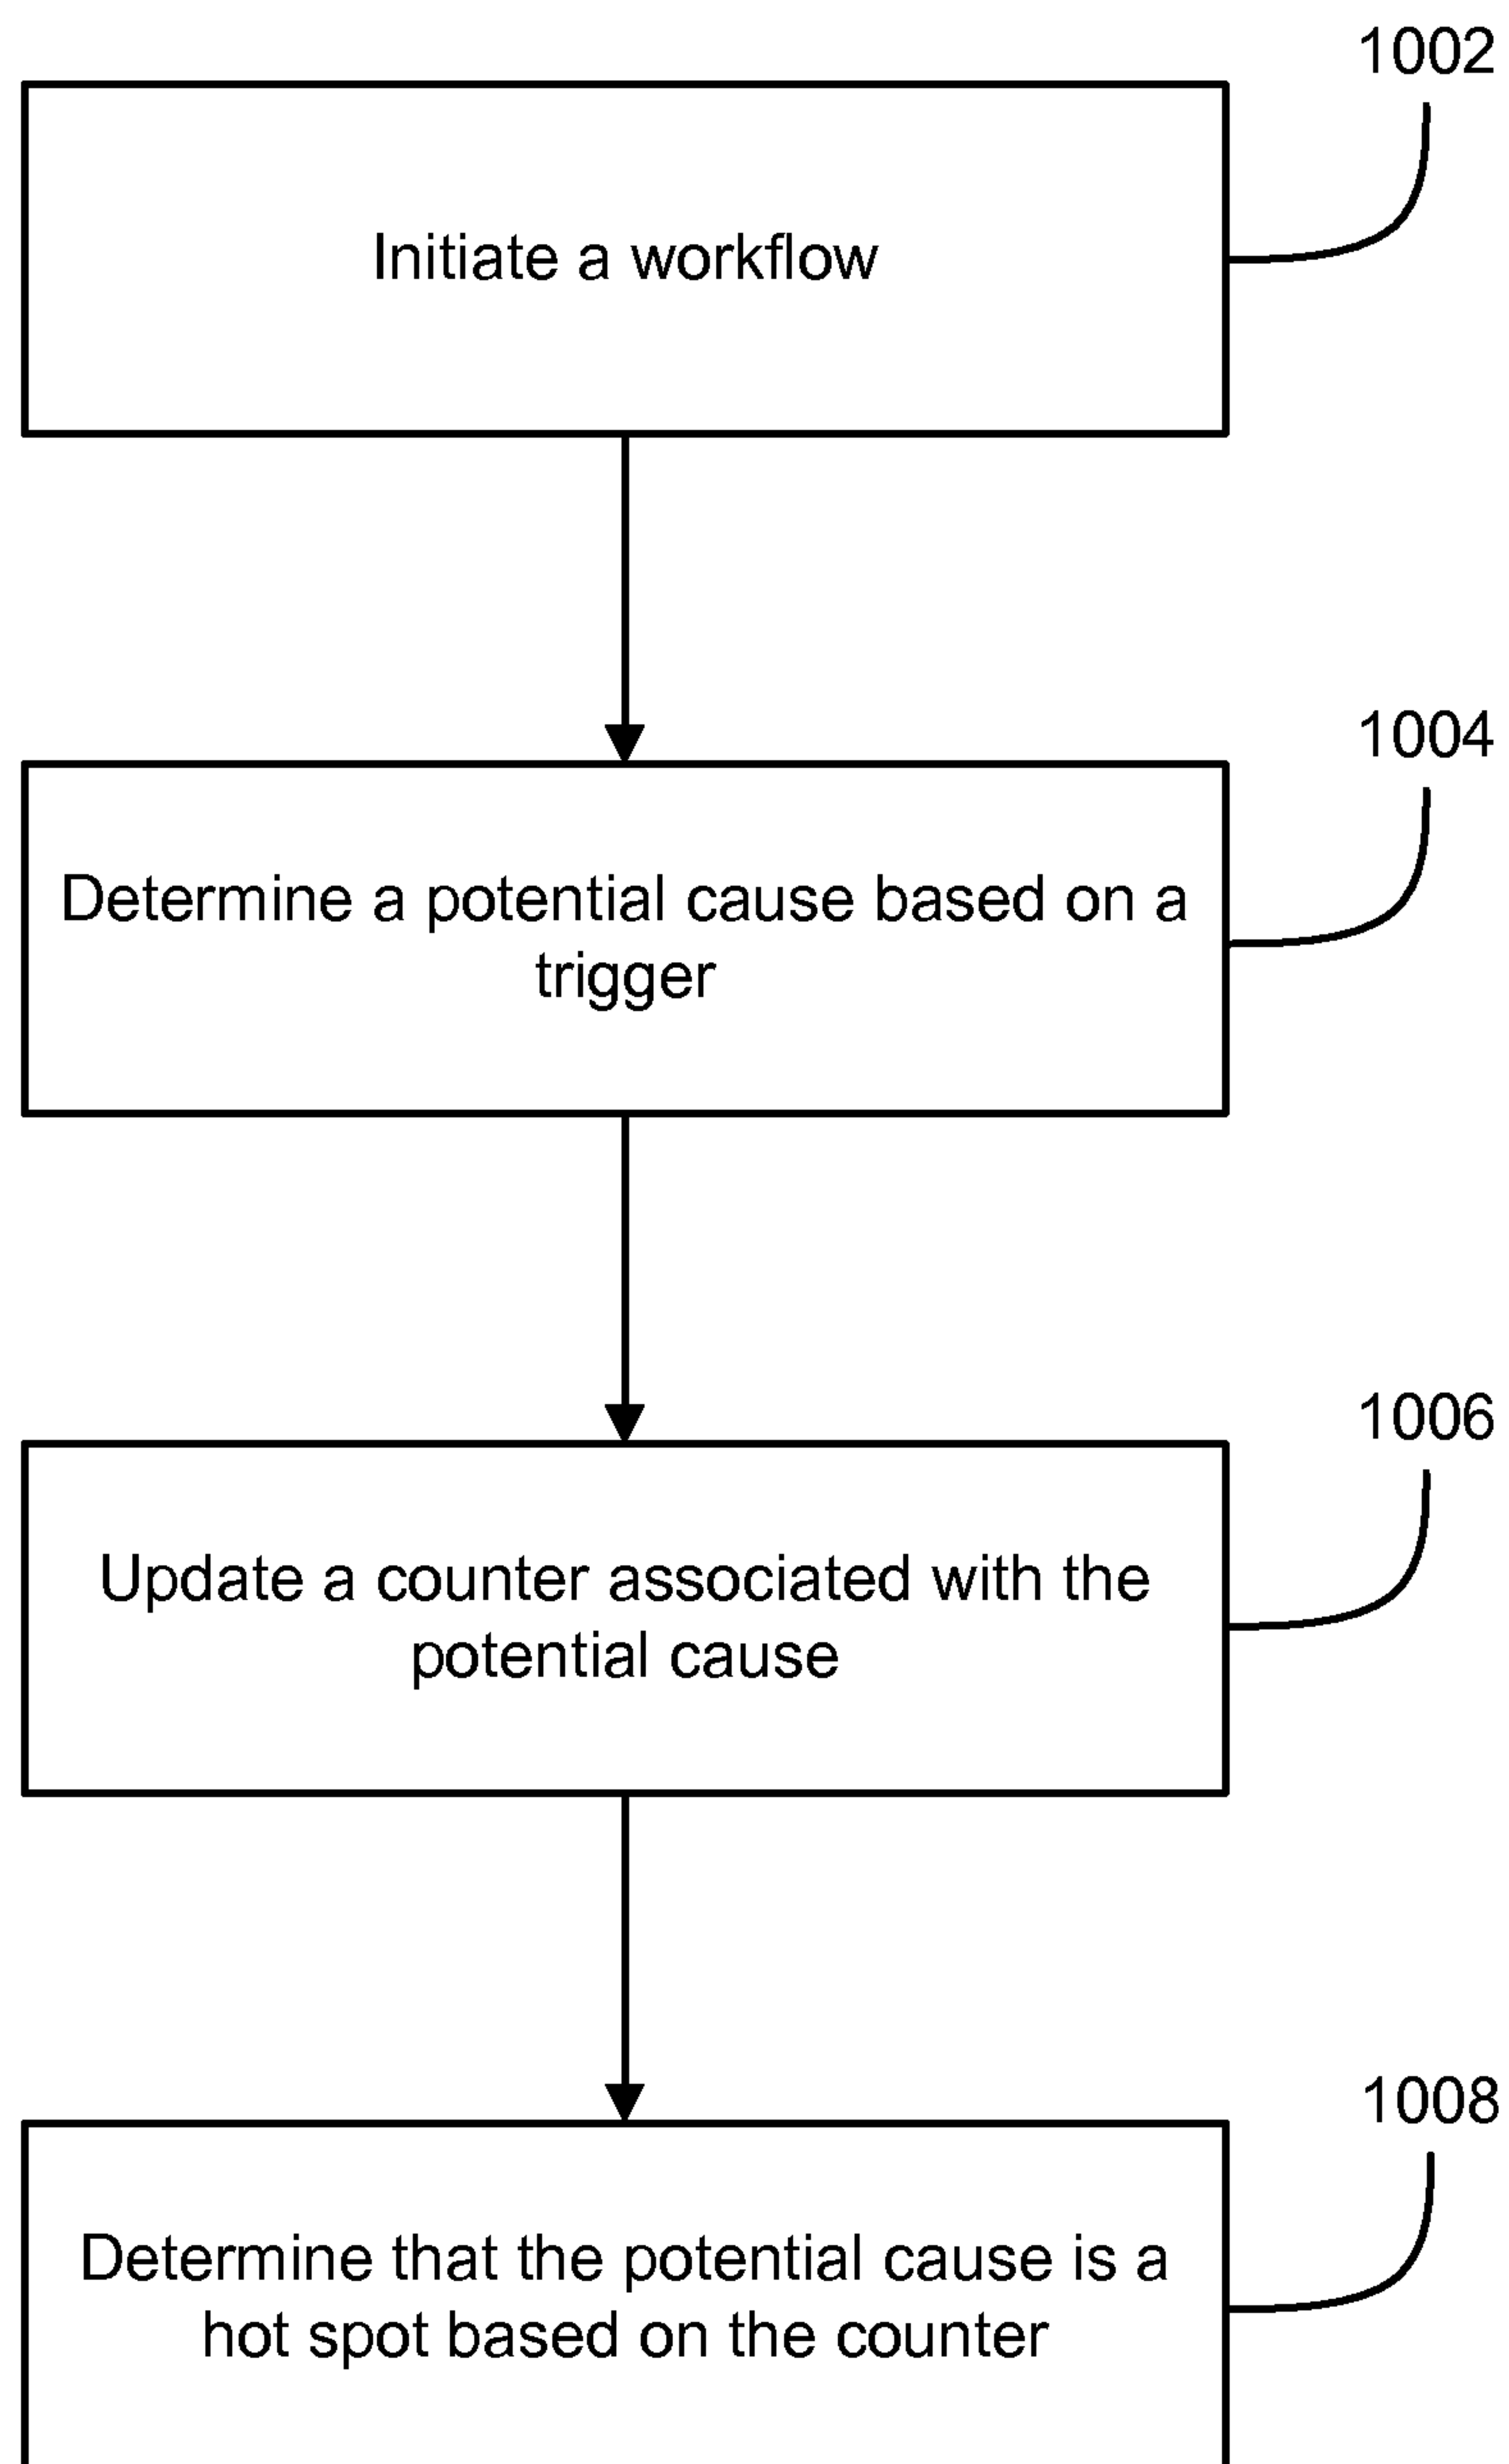 1002
Initiate a workflow
1004
Determine a potential cause based on a
trigger
1006
Update a counter associated with the
potential cause
1008
Determine that the potential cause is a
hot spot based on the counter